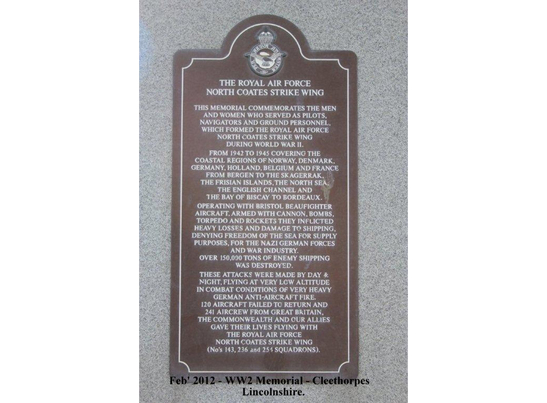 THE ROYAL AIR FORCE
NORTH COATES STRIKE WING
THIS MEMORIAL COMMEMORATES THE MEN
AND WOMEN WHO SERVED AS PILOTS,
NAVIGATORS AND GROUND PERSONNEL,
WHICH FORMED THE ROYAL AIR FORCE
NORTH COATES STRIKE WING
DURING WORLD WAR II.
FROM 1942 TO 1945 COVERING THE
COASTAL REGIONS OF NORWAY, DENMARK,
GERMANY, HOLLAND, BELGIUM AND FRANCE
FROM BERGEN TO THE SKAGERRAK,
THE FRISIAN ISLANDS, THE NORTH SEA,
THE ENGLISH CHANNEL AND
THE BAY OF BISCAY TO BORDEAUX.
OPERATING WITH BRISTOL BEAUFIGHTER
AIRCRAFT, ARMED WITH CANNON, BOMBS,
TORPEDO AND ROCKETS THEY INFLICTED
HEAVY LOSSES AND DAMAGE TO SHIPPING,
DENYING FREEDOM OF THE SEA FOR SUPPLY
PURPOSES, FOR THE NAZI GERMAN FORCES
AND WAR INDUSTRY.
OVER 150,000 TONS OF ENEMY SHIPPING
WAS DESTROYED.
THESE ATTACKS WERE MADE BY DAY &
NIGHT, FLYING AT VERY LOW ALTITUDE
IN COMBAT CONDITIONS OF VERY HEAVY
GERMAN ANTI-AIRCRAFT FIRE.
120 AIRCRAFT FAILED TO RETURN AND
241 AIRCREW FROM GREAT BRITAIN,
THE COMMONWEALTH AND OUR ALLIES
GAVE THEIR LIVES FLYING WITH
THE ROYAL AIR FORCE
NORTH COATES STRIKE WING
(No's 143, 236 and 254 SQUADRONS).
Feb' 2012 - WW2 Memorial - Cleethorpes
Lincolnshire.